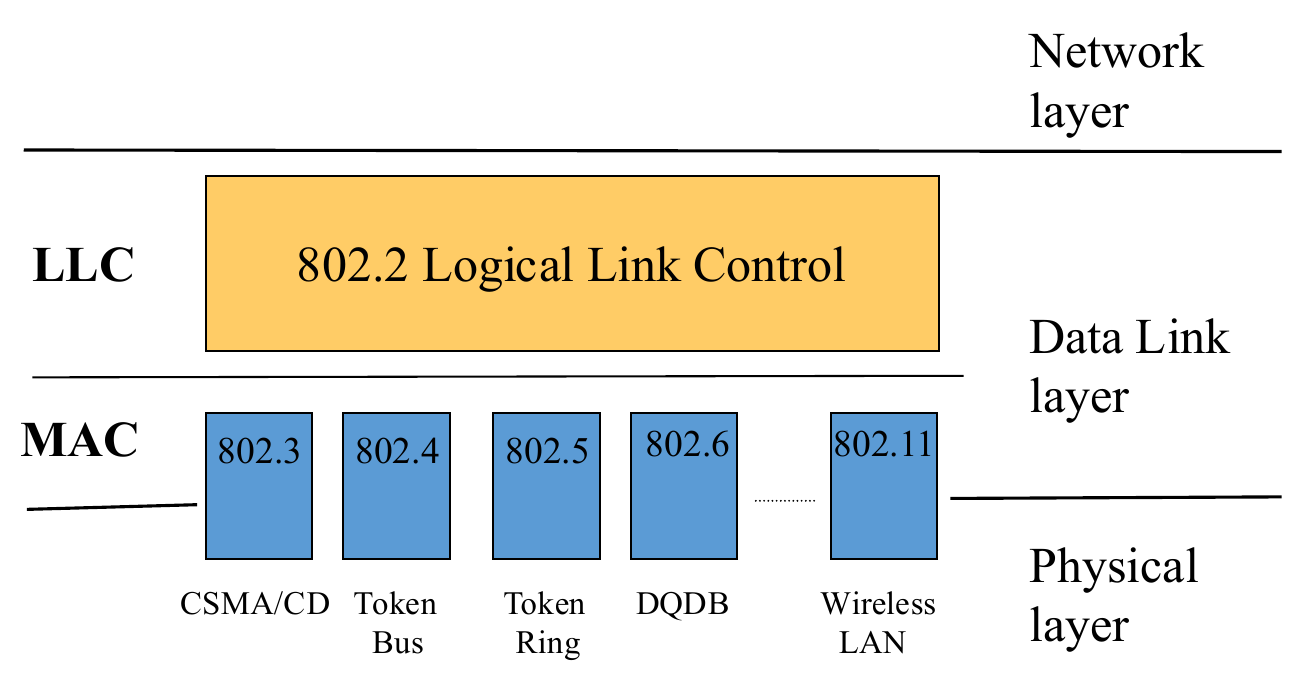 Network
layer
LLC
802.2 Logical Link Control
Data Link
layer
MAC
802.3
802.4
802.5
802.6
802.11
Physical
layer
CSMA/CD
Token
Bus
Token
Ring
DQDB
Wireless
LAN